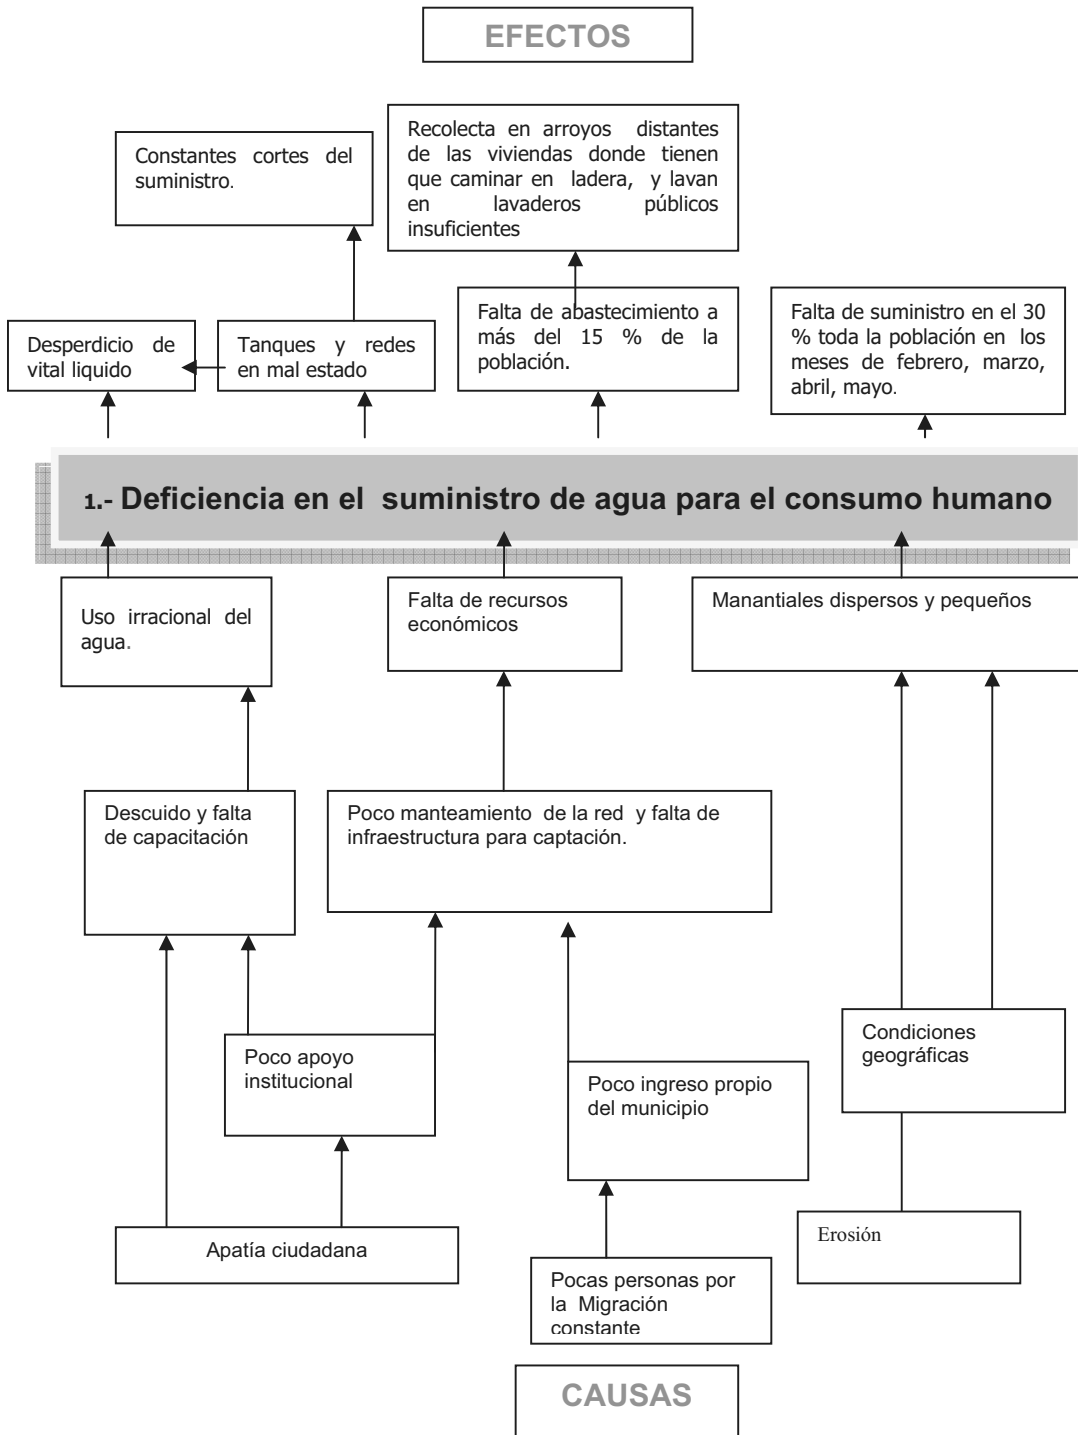 EFECTOS
Constantes cortes del
suministro.
Recolecta en arroyos distantes
de las viviendas donde tienen
que caminar en ladera, y lavan
en lavaderos públicos
insuficientes
Desperdicio de
vital liquido
Tanques y redes
en mal estado
Falta de abastecimiento a
más del 15 % de la
población.
Falta de suministro en el 30
% toda la población en los
meses de febrero, marzo,
abril, mayo.
1.- Deficiencia en el suministro de agua para el consumo humano
Uso irracional del
agua.
Falta de recursos
económicos
Manantiales dispersos y pequeños
Descuido y falta
de capacitación
Poco manteamiento de la red y falta de
infraestructura para captación.
Poco apoyo
institucional
Poco ingreso propio
del municipio
Condiciones
geográficas
Apatía ciudadana
Pocas personas por
la Migración
constante
Erosión
CAUSAS